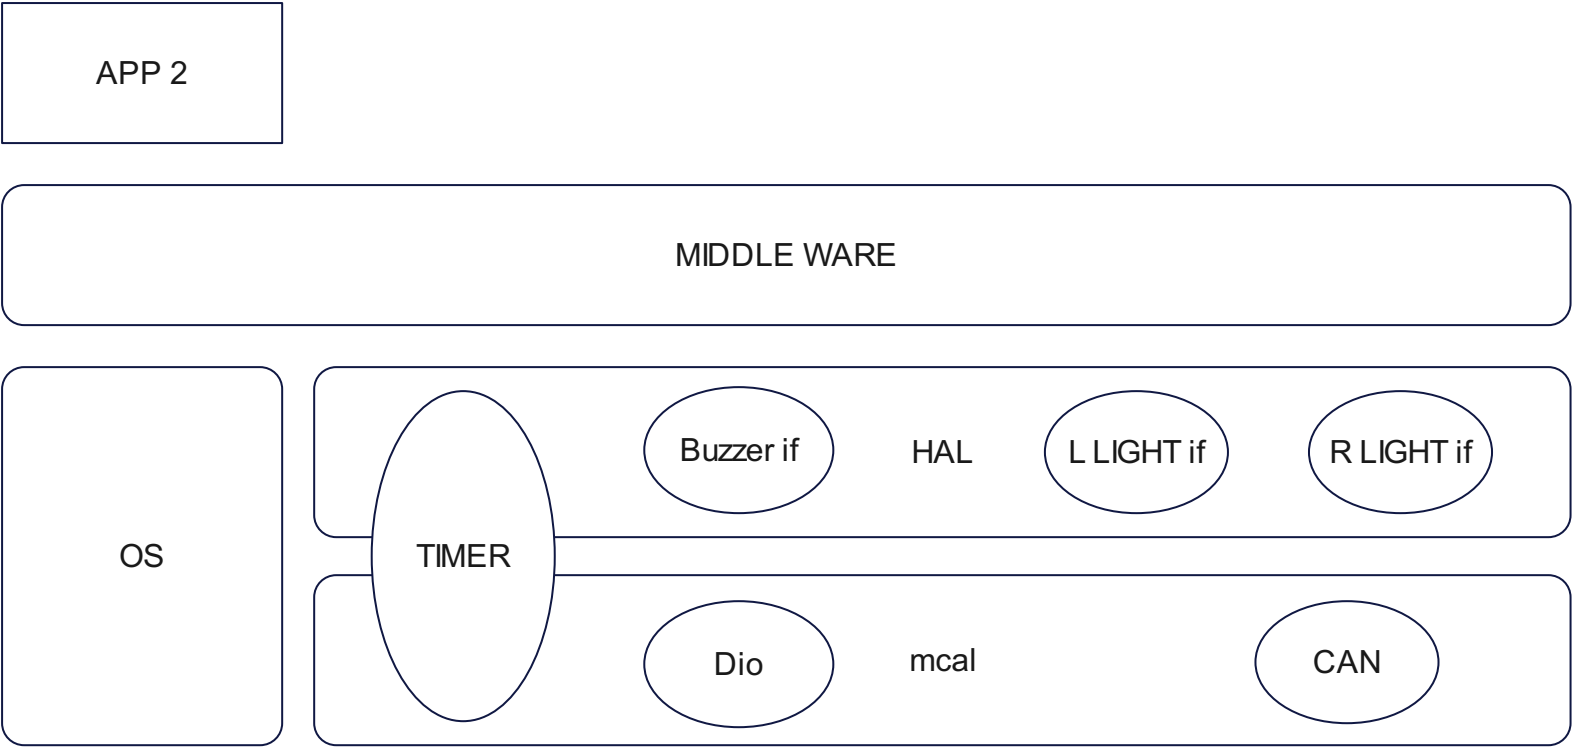 APP 2
MIDDLE WARE
Buzzer if
HAL
L LIGHT if
R LIGHT if
OS
TIMER
Dio
mcal
CAN